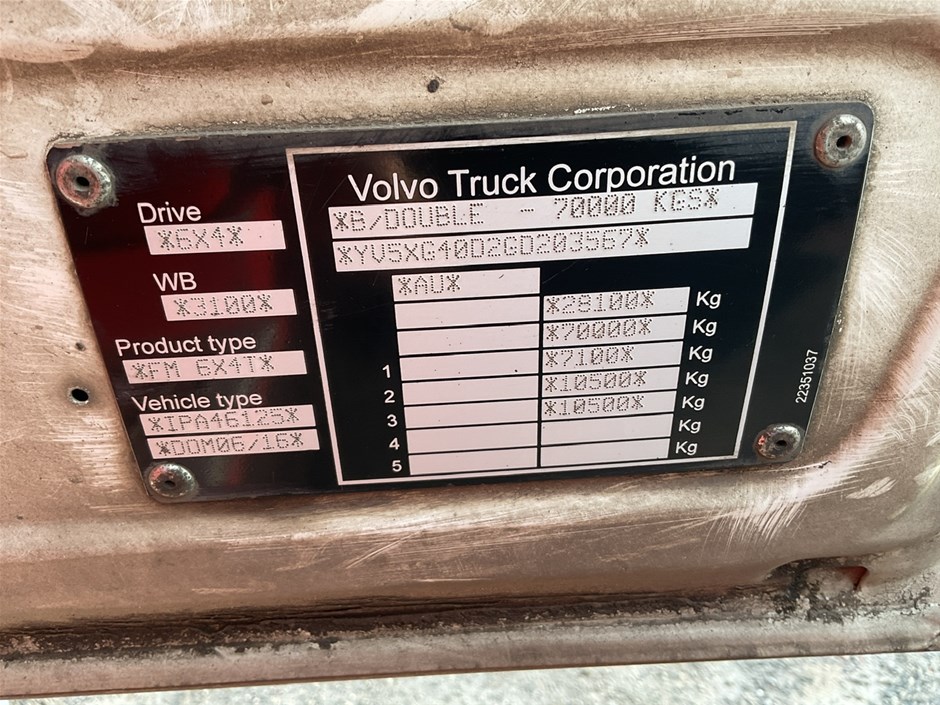 Volvo Truck Corporation
*B/DOUBLE - 70000 KGS*
*YV5XG40D2GD203567*
Drive
*6X4*
WB
*3100*
Product type
*FM 6X4T*
Vehicle type
*IPA46125*
*DOM06/16*
*AU*
*28100* Kg
*70000* Kg
1 *7100* Kg
2 *10500* Kg
3 *10500* Kg
4 Kg
5 Kg
22351037